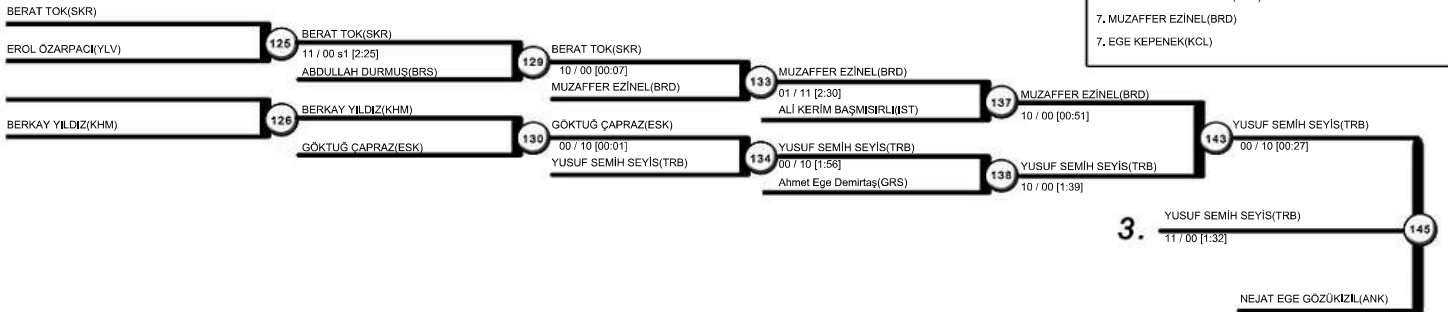 BERAT TOK(SKR)
EROL ÖZARPACI(YLV)
125
BERAT TOK(SKR)
11 / 00 s1 [2:25]
ABDULLAH DURMUŞ(BRS)
129
BERAT TOK(SKR)
10 / 00 [00:07]
MUZAFFER EZİNEL(BRD)
133
MUZAFFER EZİNEL(BRD)
01 / 11 [2:30]
ALİ KERİM BAŞMISIRLI(IST)
137
MUZAFFER EZİNEL(BRD)
10 / 00 [00:51]
BERKAY YILDIZ(KHM)
126
BERKAY YILDIZ(KHM)
GÖKTUĞ ÇAPRAZ(ESK)
130
GÖKTUĞ ÇAPRAZ(ESK)
00 / 10 [00:01]
YUSUF SEMİH SEYİS(TRB)
134
YUSUF SEMİH SEYİS(TRB)
00 / 10 [1:56]
Ahmet Ege Demirtaş(GRS)
138
YUSUF SEMİH SEYİS(TRB)
10 / 00 [1:39]
143
YUSUF SEMİH SEYİS(TRB)
00 / 10 [00:27]
3.
YUSUF SEMİH SEYİS(TRB)
11 / 00 [1:32]
145
NEJAT EGE GÖZÜKIZIL(ANK)
7. MUZAFFER EZİNEL(BRD)
7. EGE KEPENEK(KCL)